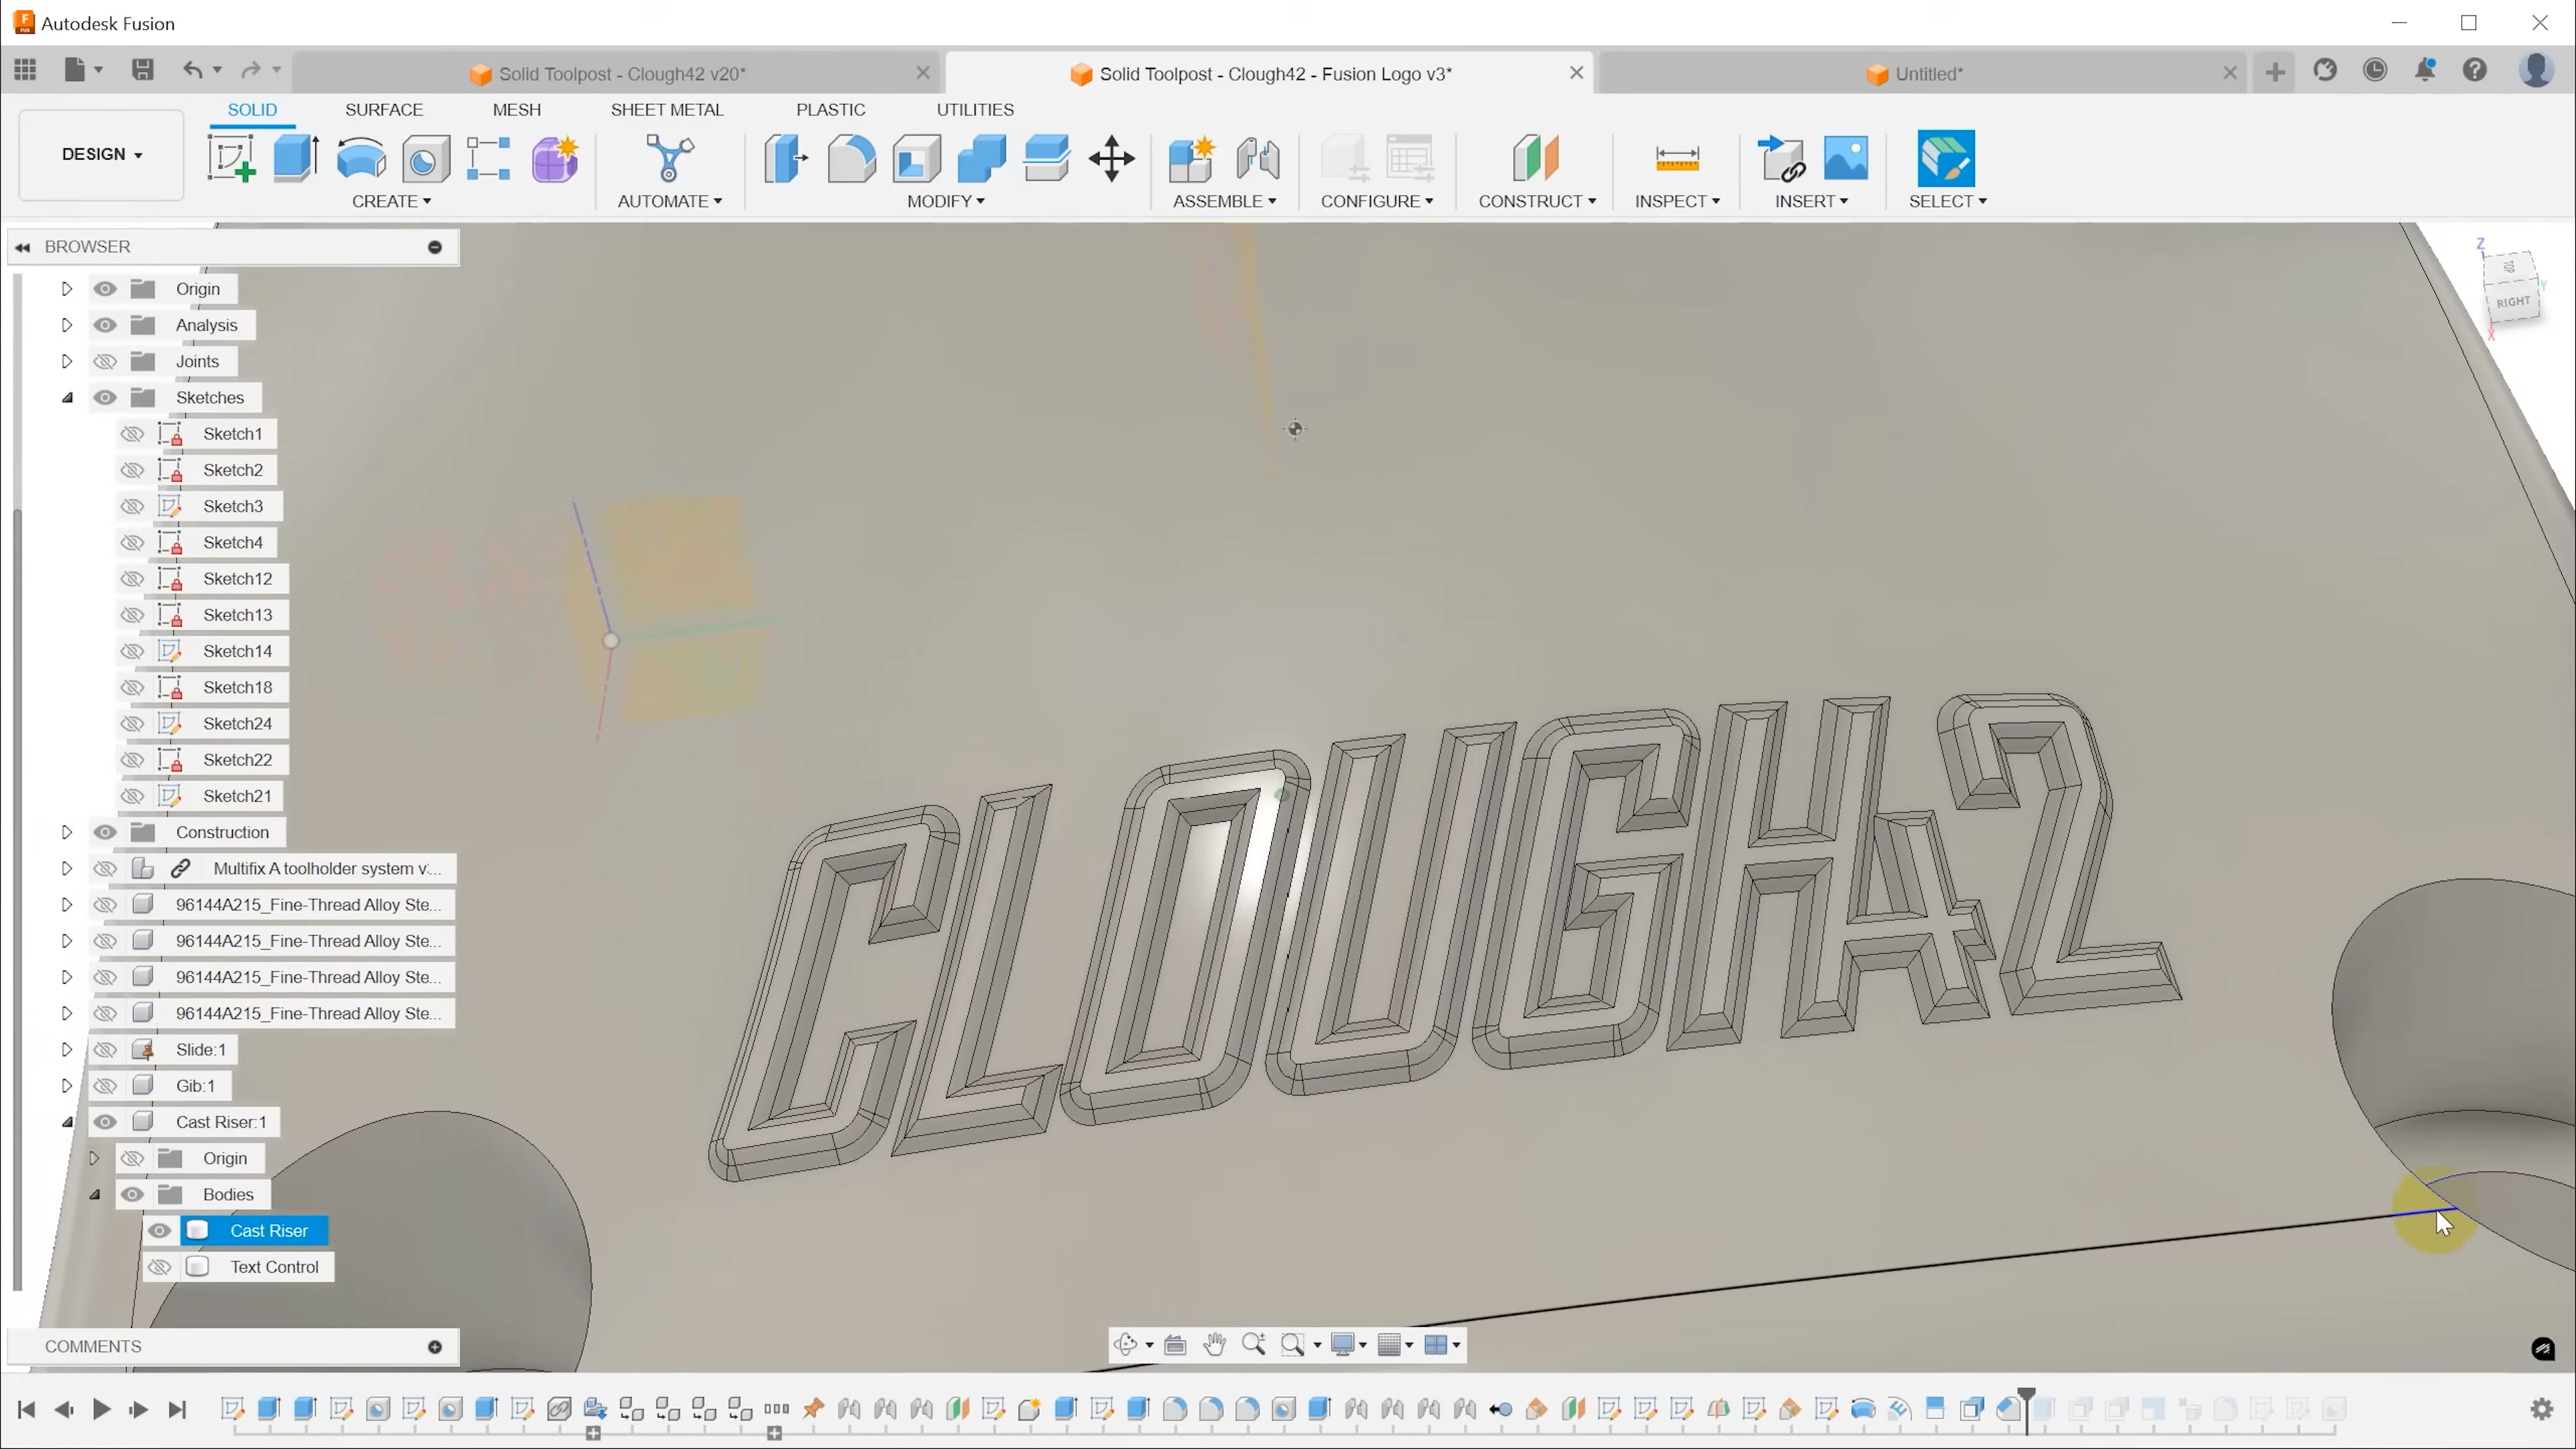 Autodesk Fusion
Solid Toolpost - Clough42 v20*
Solid Toolpost - Clough42 - Fusion Logo v3*
Untitled*
DESIGN
SOLID
SURFACE
MESH
SHEET METAL
PLASTIC
UTILITIES
CREATE
AUTOMATE
MODIFY
ASSEMBLE
CONFIGURE
CONSTRUCT
INSPECT
INSERT
SELECT
BROWSER
Origin
Analysis
Joints
Sketches
Sketch1
Sketch2
Sketch3
Sketch4
Sketch12
Sketch13
Sketch14
Sketch18
Sketch24
Sketch22
Sketch21
Construction
Multifix A toolholder system v...
96144A215_Fine-Thread Alloy Ste...
96144A215_Fine-Thread Alloy Ste...
96144A215_Fine-Thread Alloy Ste...
96144A215_Fine-Thread Alloy Ste...
Slide:1
Gib:1
Cast Riser:1
Origin
Bodies
Cast Riser
Text Control
COMMENTS
Z
TOP
RIGHT
X
CLOUGH42